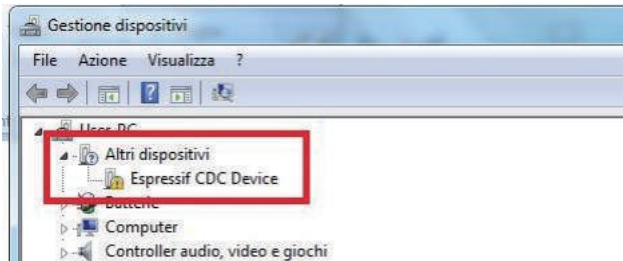 Gestione dispositivi
File Azione Visualizza ?
User-PC
Altri dispositivi
Espressif CDC Device
Batterie
Computer
Controller audio, video e giochi